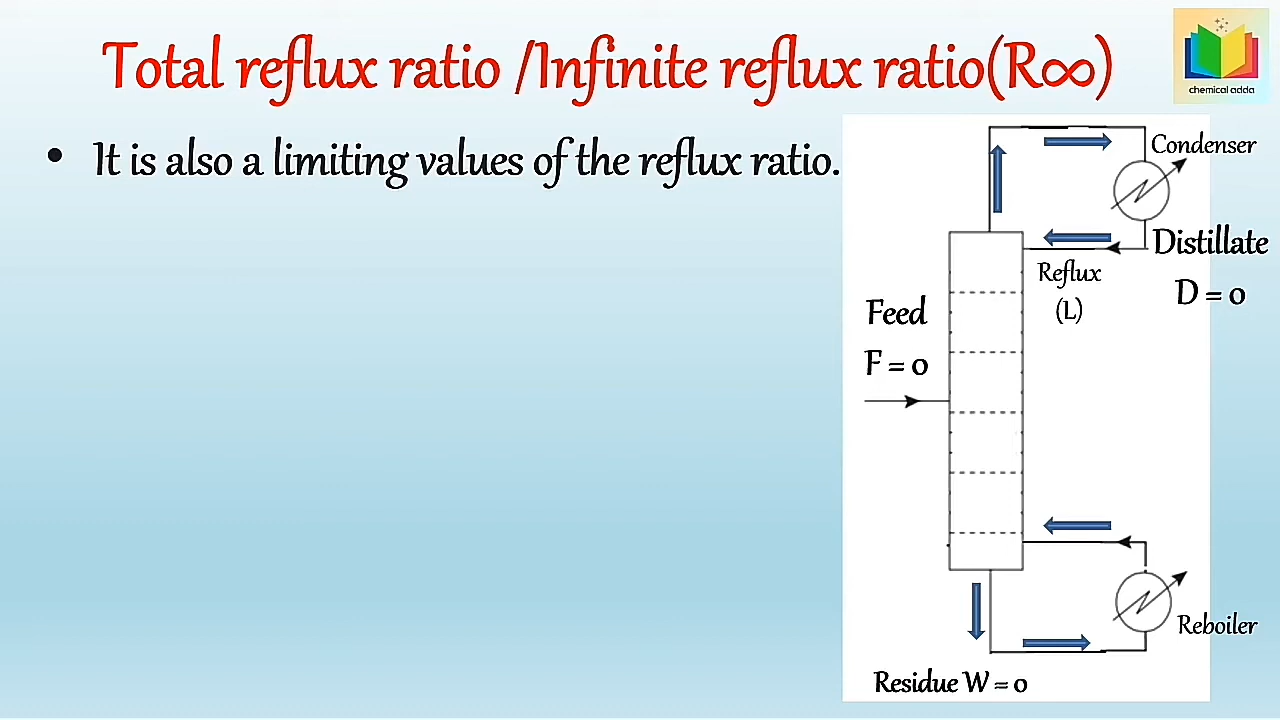 Total reflux ratio /Infinite reflux ratio(R∞)
chemical adda
• It is also a limiting values of the reflux ratio.
Condenser
Distillate
D = 0
Reflux
(L)
Feed
F = 0
Reboiler
Residue W = 0